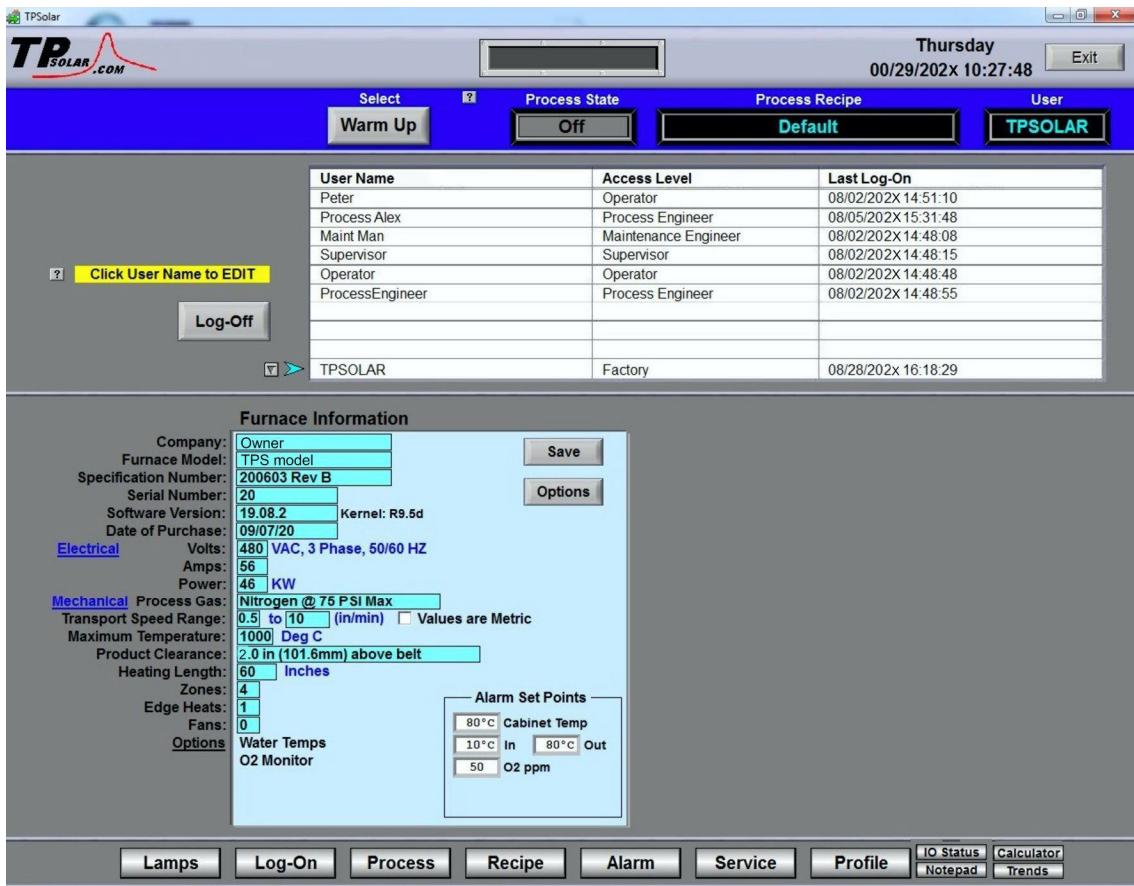 TPSolar
TP SOLAR .COM
Thursday
00/29/202x 10:27:48
Exit
Select ? Process State Process Recipe User
Warm Up Off Default TPSOLAR
User Name Access Level Last Log-On
Peter Operator 08/02/202X 14:51:10
Process Alex Process Engineer 08/05/202X 15:31:48
Maint Man Maintenance Engineer 08/02/202X 14:48:08
Supervisor Supervisor 08/02/202X 14:48:15
? Click User Name to EDIT Operator Operator 08/02/202X 14:48:48
ProcessEngineer Process Engineer 08/02/202X 14:48:55
Log-Off
TPSOLAR Factory 08/28/202x 16:18:29
Furnace Information
Company: Owner
Save
Furnace Model: TPS model
Specification Number: 200603 Rev B
Options
Serial Number: 20
Software Version: 19.08.2 Kernel: R9.5d
Date of Purchase: 09/07/20
Electrical Volts: 480 VAC, 3 Phase, 50/60 HZ
Amps: 56
Power: 46 KW
Mechanical Process Gas: Nitrogen @ 75 PSI Max
Transport Speed Range: 0.5 to 10 (in/min) Values are Metric
Maximum Temperature: 1000 Deg C
Product Clearance: 2.0 in (101.6mm) above belt
Heating Length: 60 Inches
Zones: 4
Edge Heats: 1
Fans: 0
Options Water Temps
O2 Monitor
Alarm Set Points
80°C Cabinet Temp
10°C In 80°C Out
50 O2 ppm
Lamps Log-On Process Recipe Alarm Service Profile IO Status Calculator
Notepad Trends